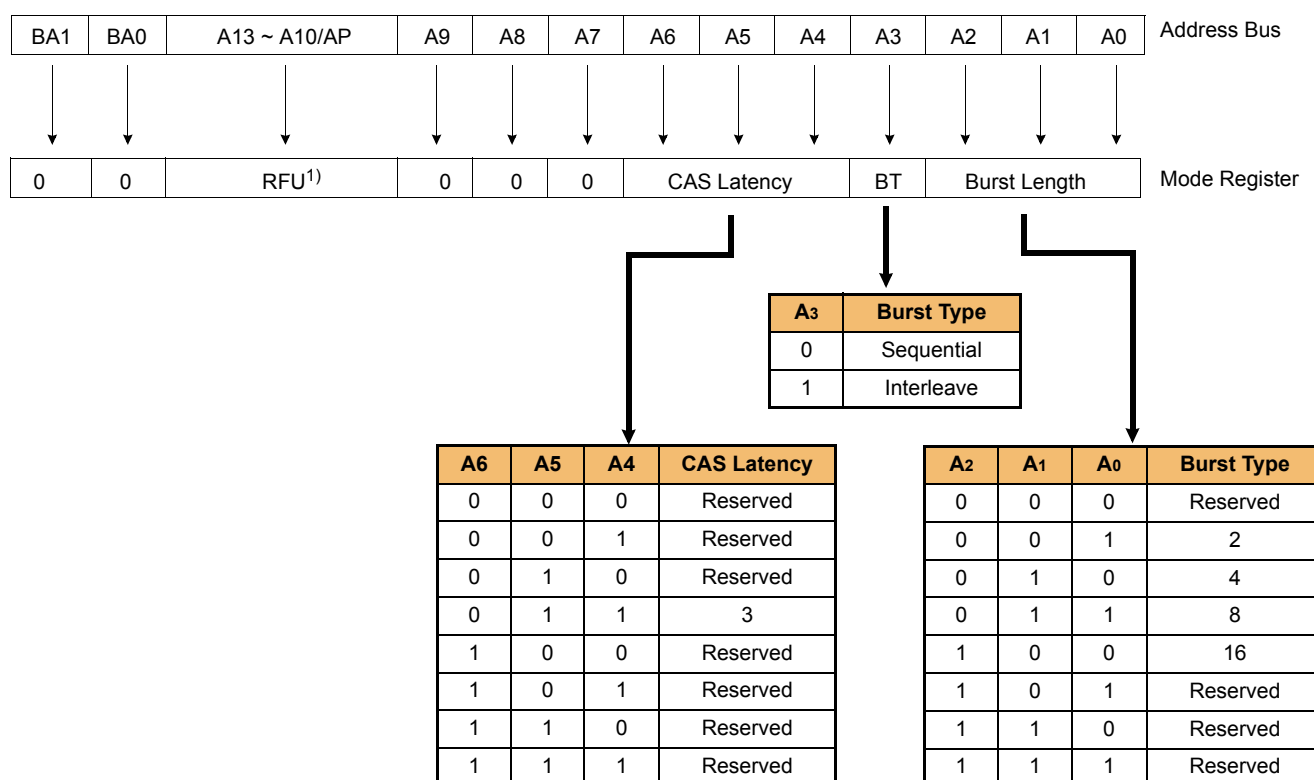 BA1 BA0 A13 ~ A10/AP A9 A8 A7 A6 A5 A4 A3 A2 A1 A0 Address Bus
0 0 RFU1) 0 0 0 CAS Latency BT Burst Length Mode Register
A3 Burst Type
0 Sequential
1 Interleave
A6 A5 A4 CAS Latency
0 0 0 Reserved
0 0 1 Reserved
0 1 0 Reserved
0 1 1 3
1 0 0 Reserved
1 0 1 Reserved
1 1 0 Reserved
1 1 1 Reserved
A2 A1 A0 Burst Type
0 0 0 Reserved
0 0 1 2
0 1 0 4
0 1 1 8
1 0 0 16
1 0 1 Reserved
1 1 0 Reserved
1 1 1 Reserved